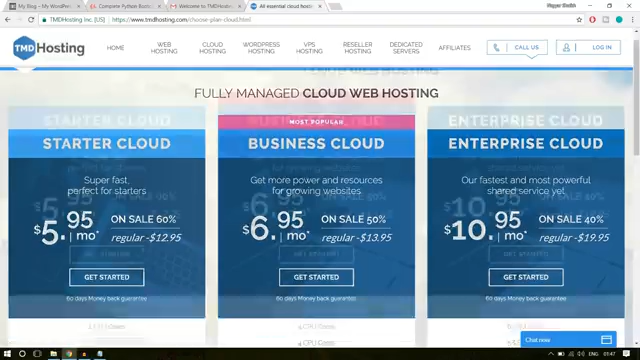 My Blog – My WordPres
Complete Python Bootc
Welcome to TMDHostin
All essential cloud hostin
TMDHosting Inc. [US]
https://www.tmdhosting.com/choose-plan-cloud.html
TMDHosting
HOME
WEB HOSTING
CLOUD HOSTING
WORDPRESS HOSTING
VPS HOSTING
RESELLER HOSTING
DEDICATED SERVERS
AFFILIATES
CALL US
LOG IN
FULLY MANAGED CLOUD WEB HOSTING
STARTER CLOUD
Super fast,
perfect for starters
$5.95 | mo*
ON SALE 60%
regular -$12.95
GET STARTED
60 days Money back guarantee
MOST POPULAR
BUSINESS CLOUD
Get more power and resources
for growing websites
$6.95 | mo*
ON SALE 50%
regular -$13.95
GET STARTED
60 days Money back guarantee
ENTERPRISE CLOUD
Our fastest and most powerful
shared service yet
$10.95 | mo*
ON SALE 40%
regular -$19.95
GET STARTED
60 days Money back guarantee
4 CPU Cores
Chat now
ENG
01:47